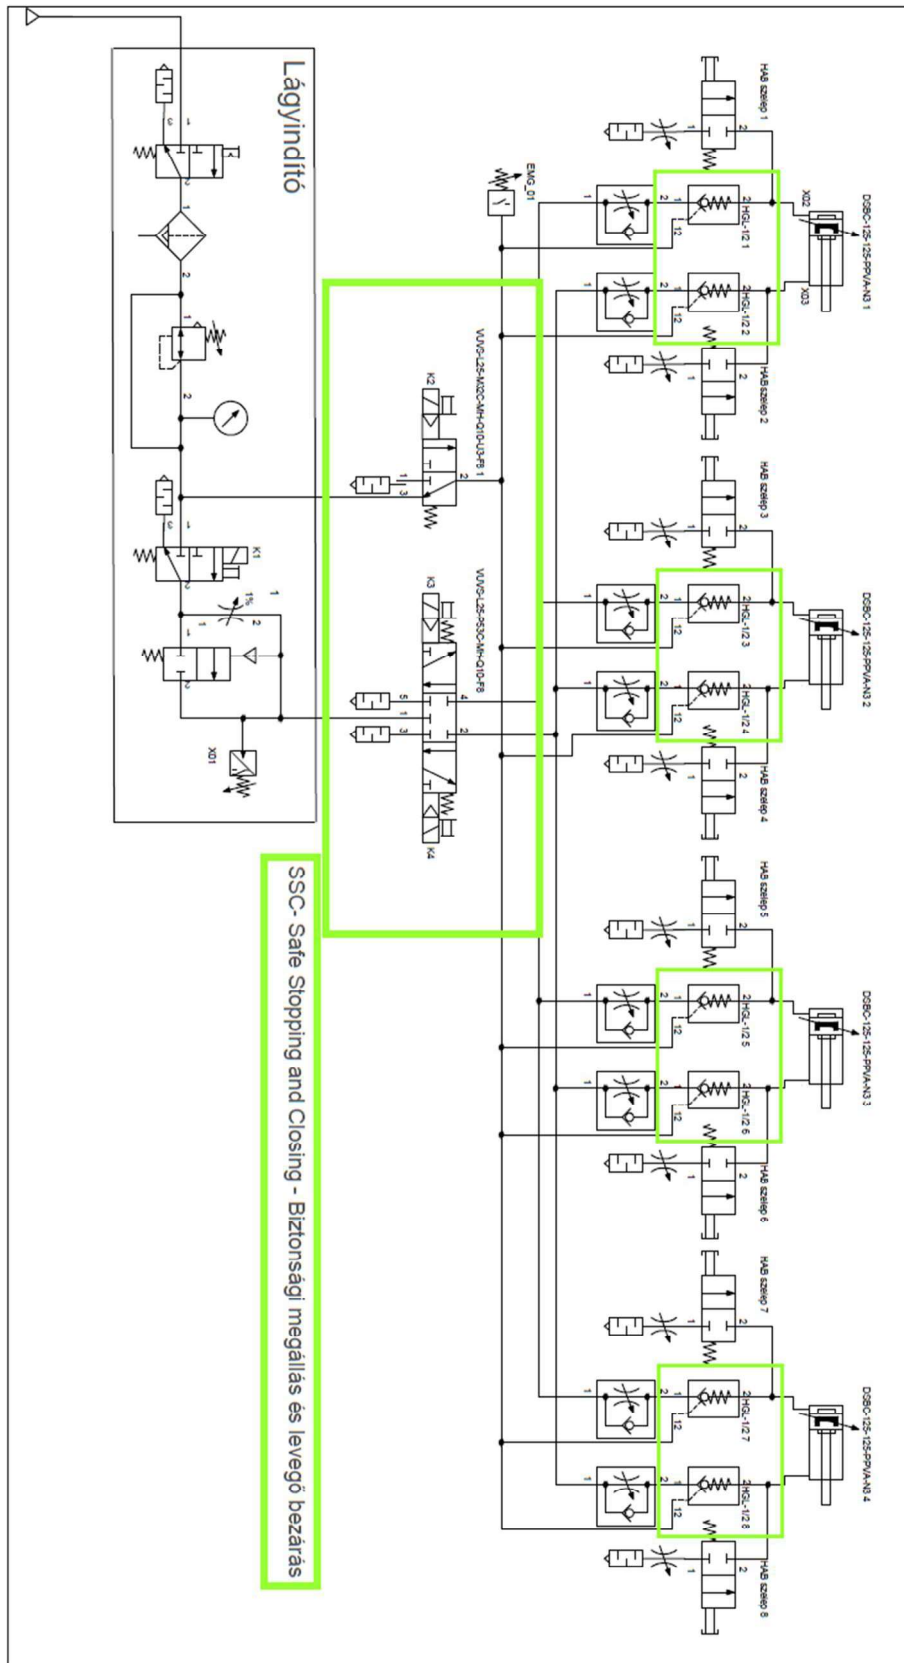 Lágyindító
SSC- Safe Stopping and Closing - Biztonsági megállás és levegő bezárás
EMG_01
VUVS-L25-M32C-MH-Q10-U3-F8 1
VUVS-L25-P53C-MH-Q10-F8
K1
K2
K3
K4
X01
1%
X02
X03
DSBC-125-125-PPVA-N3 1
DSBC-125-125-PPVA-N3 2
DSBC-125-125-PPVA-N3 3
DSBC-125-125-PPVA-N3 4
HAB szelep 1
HAB szelep 2
HAB szelep 3
HAB szelep 4
HAB szelep 5
HAB szelep 6
HAB szelep 7
HAB szelep 8
HGL-1/2 1
HGL-1/2 2
HGL-1/2 3
HGL-1/2 4
HGL-1/2 5
HGL-1/2 6
HGL-1/2 7
HGL-1/2 8